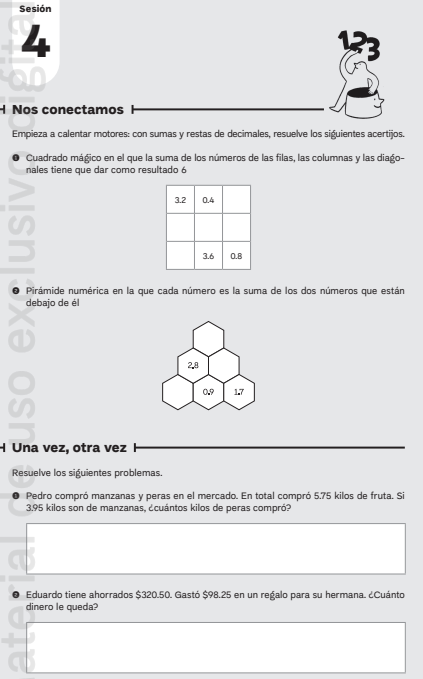 Sesión
4
123
Nos conectamos
Empieza a calentar motores: con sumas y restas de decimales, resuelve los siguientes acertijos.
❶ Cuadrado mágico en el que la suma de los números de las filas, las columnas y las diago-
nales tiene que dar como resultado 6
3.2 0.4
3.6 0.8
❷ Pirámide numérica en la que cada número es la suma de los dos números que están
debajo de él
2.8
0.9 1.7
Una vez, otra vez
Resuelve los siguientes problemas.
❶ Pedro compró manzanas y peras en el mercado. En total compró 5.75 kilos de fruta. Si
3.95 kilos son de manzanas, ¿cuántos kilos de peras compró?
❷ Eduardo tiene ahorrados $320.50. Gastó $98.25 en un regalo para su hermana. ¿Cuánto
dinero le queda?
aterial de uso exclusivo digital